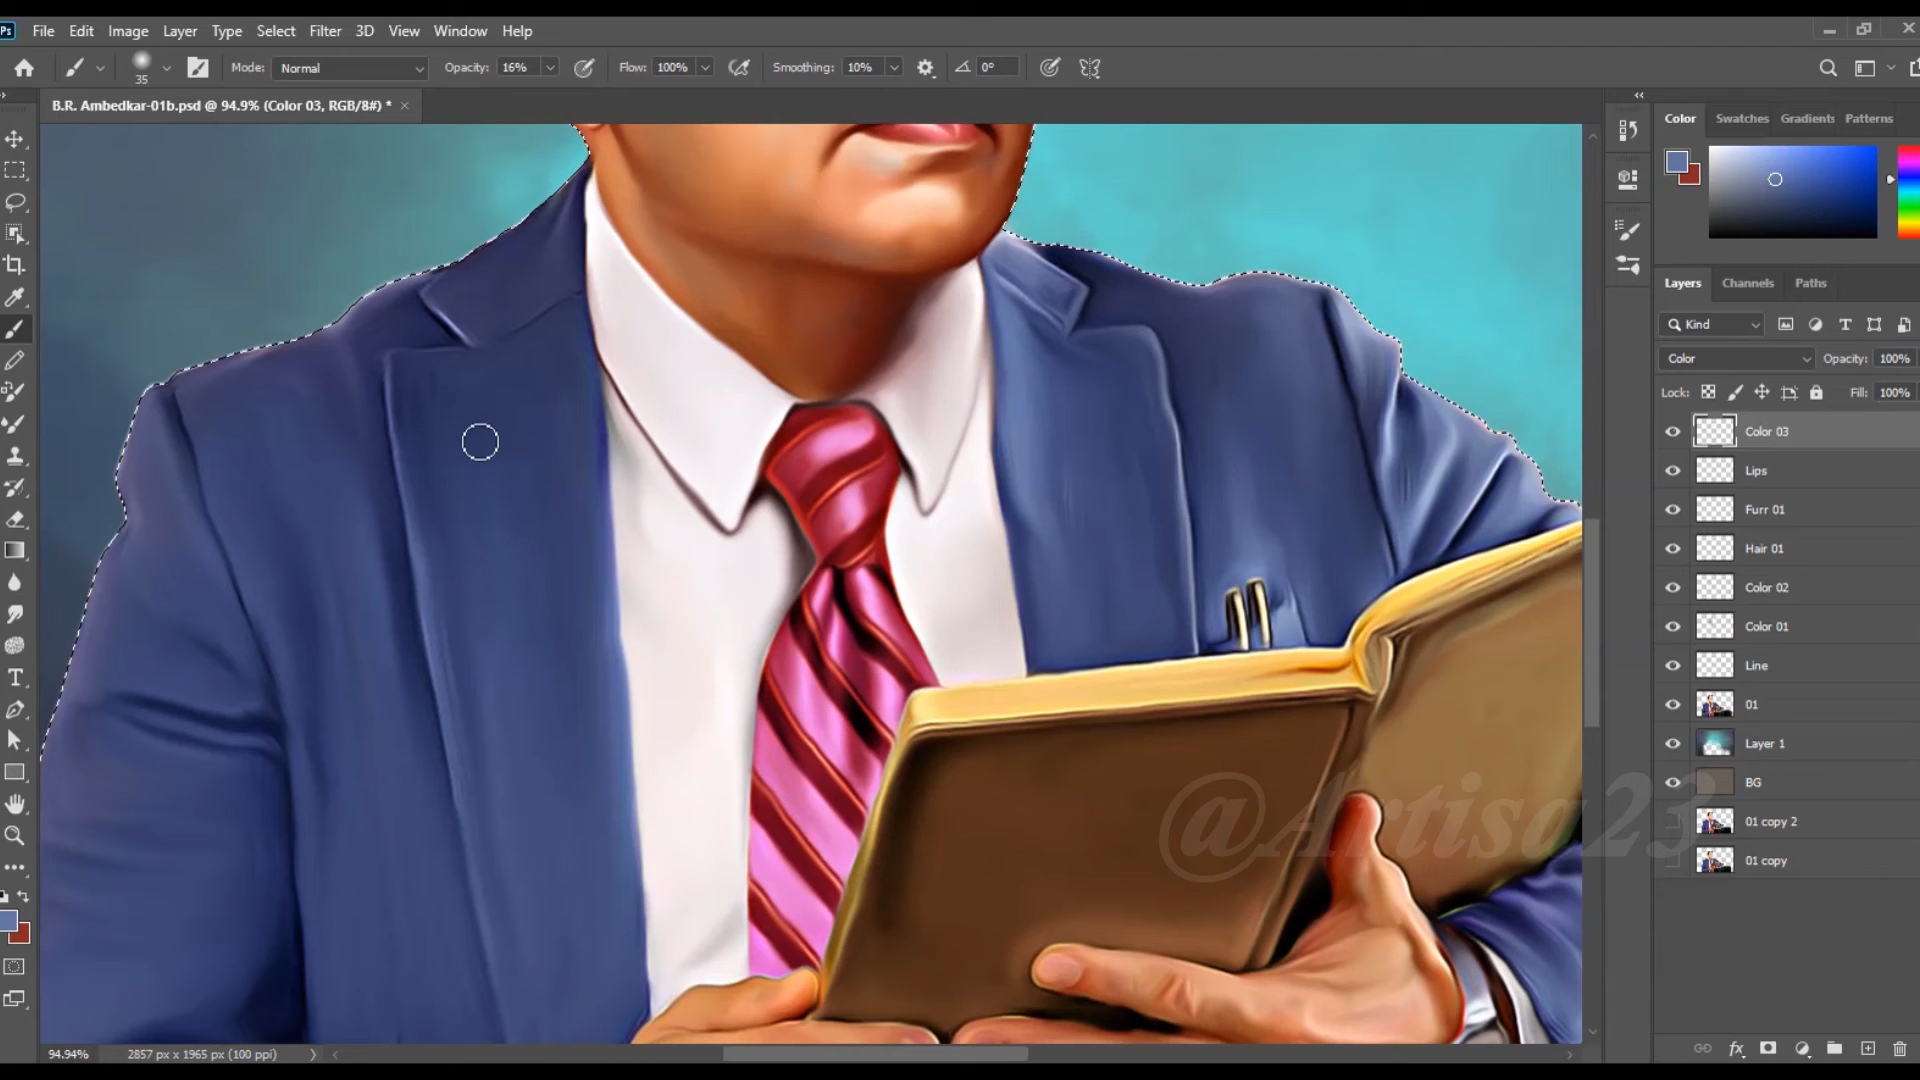 Ps File Edit Image Layer Type Select Filter 3D View Window Help
35 Mode: Normal Opacity: 16% Flow: 100% Smoothing: 10% 0°
B.R. Ambedkar-01b.psd @ 94.9% (Color 03, RGB/8#) * ×
Color Swatches Gradients Patterns
Layers Channels Paths
Kind
Color Opacity: 100%
Lock: Fill: 100%
Color 03
Lips
Furr 01
Hair 01
Color 02
Color 01
Line
01
Layer 1
BG
01 copy 2
01 copy
@Artisa23
94.94% 2857 px x 1965 px (100 ppi)